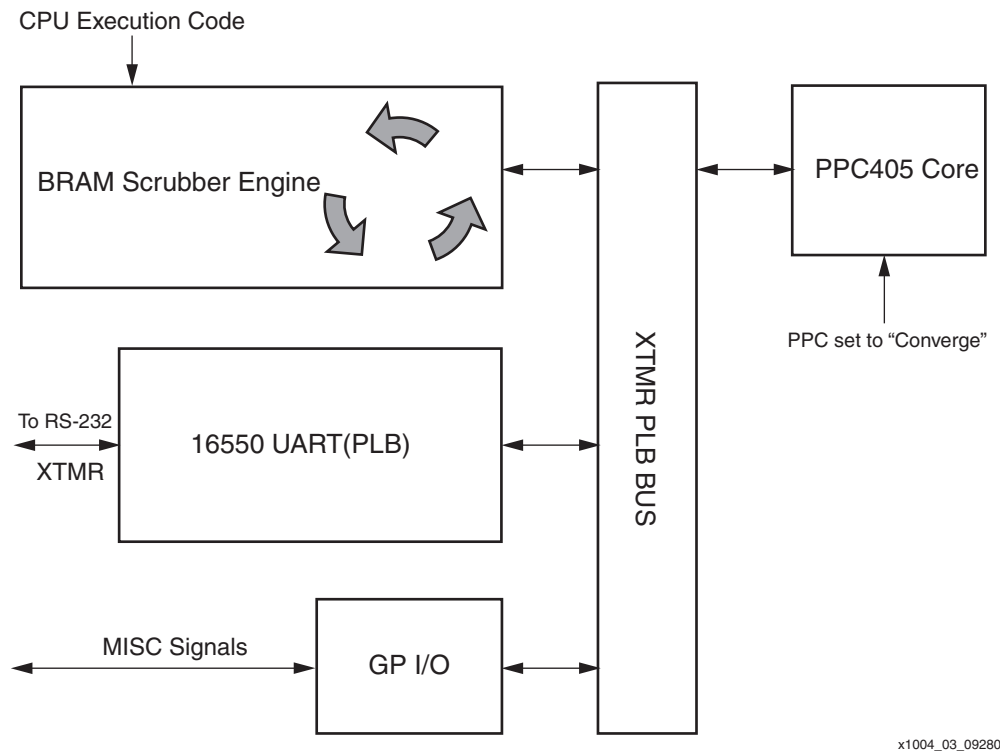 CPU Execution Code
BRAM Scrubber Engine
PPC405 Core
PPC set to “Converge”
XTMR PLB BUS
To RS-232
XTMR
16550 UART(PLB)
MISC Signals
GP I/O
x1004_03_09280